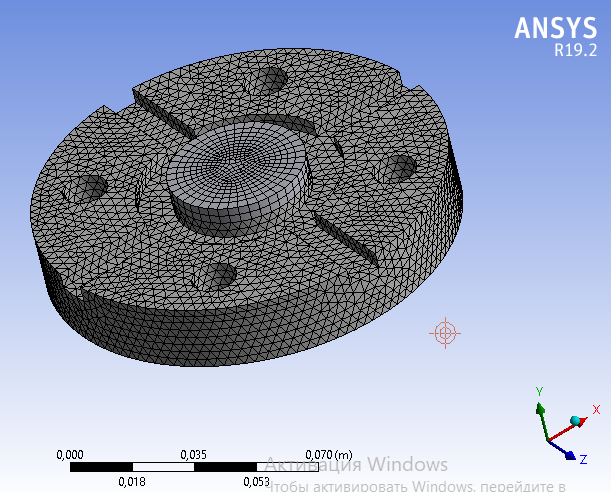 ANSYS
R19.2
Y
X
Z
0,000 0,035 0,070 (m)
0,018 0,053
Активация Windows
Чтобы активировать Windows, перейдите в